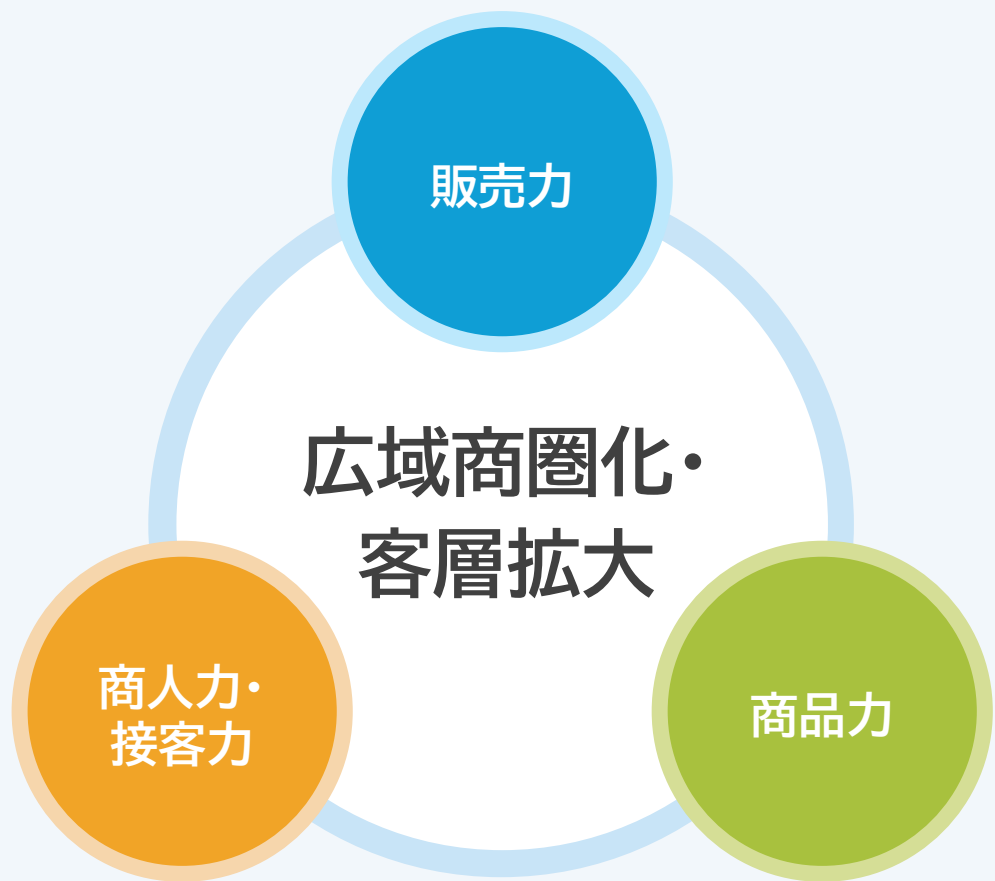 販売力
広域商圏化・
客層拡大
商人力・
接客力
商品力